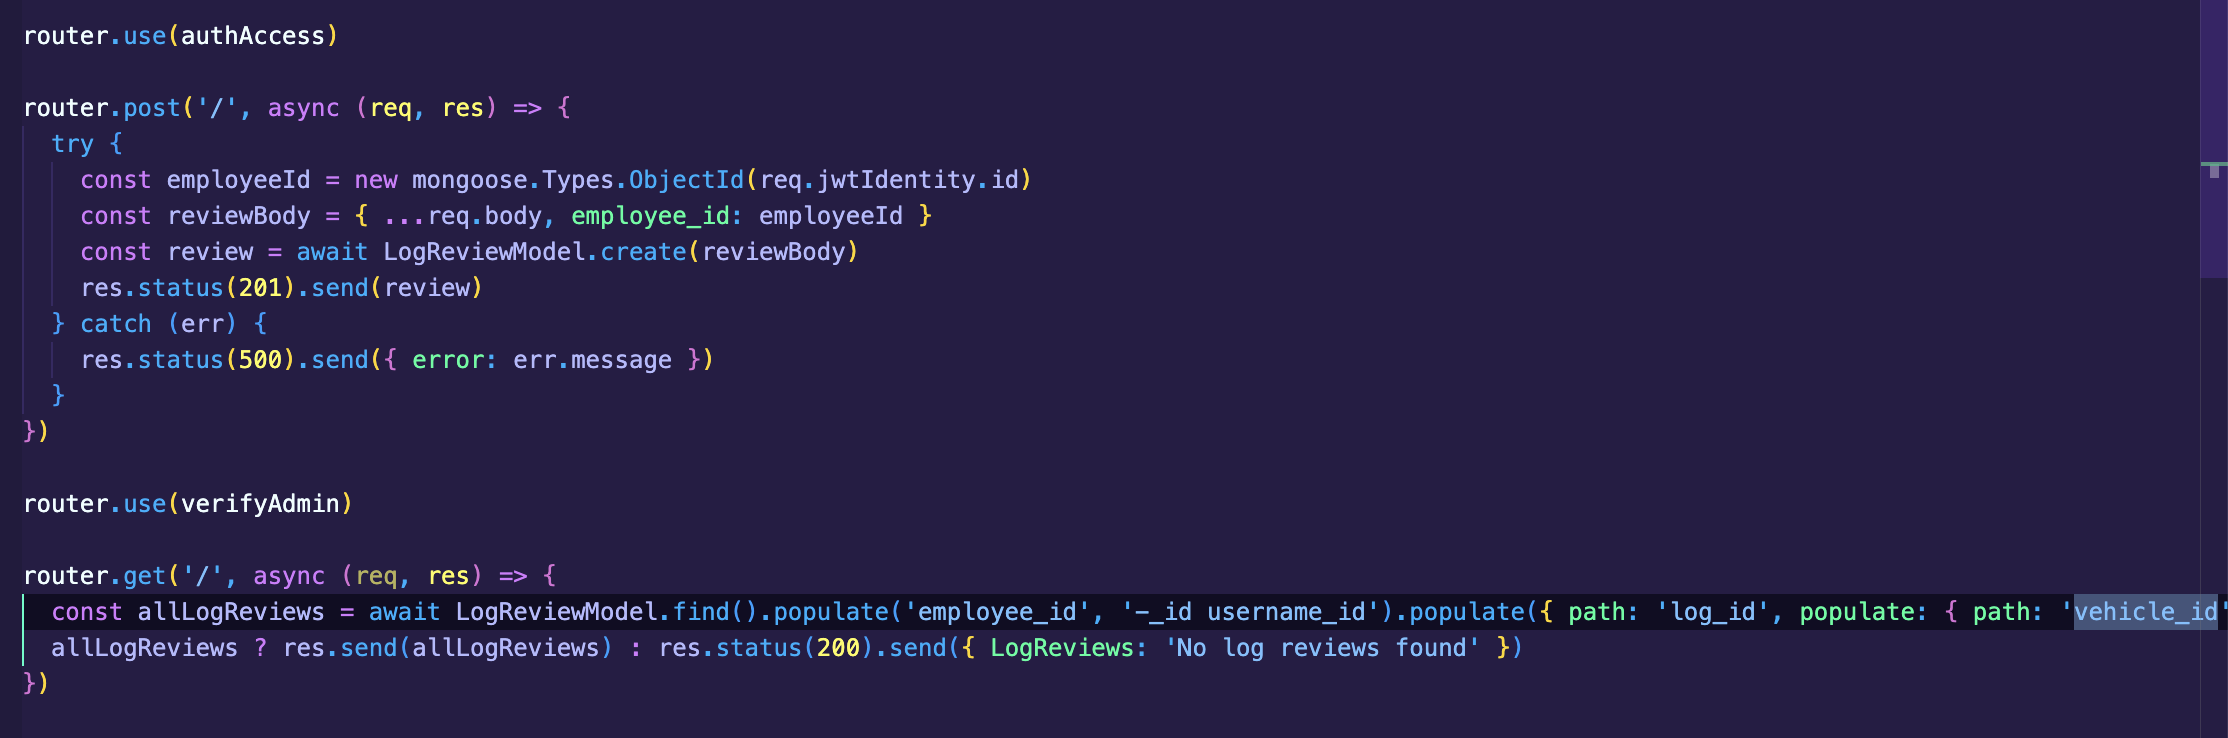 router.use(authAccess)
router.post('/', async (req, res) => {
try {
const employeeId = new mongoose.Types.ObjectId(req.jwtIdentity.id)
const reviewBody = { ...req.body, employee_id: employeeId }
const review = await LogReviewModel.create(reviewBody)
res.status(201).send(review)
} catch (err) {
res.status(500).send({ error: err.message })
}
})
router.use(verifyAdmin)
router.get('/', async (req, res) => {
const allLogReviews = await LogReviewModel.find().populate('employee_id', '-_id username_id').populate({ path: 'log_id', populate: { path: 'vehicle_id'
allLogReviews ? res.send(allLogReviews) : res.status(200).send({ LogReviews: 'No log reviews found' })
})